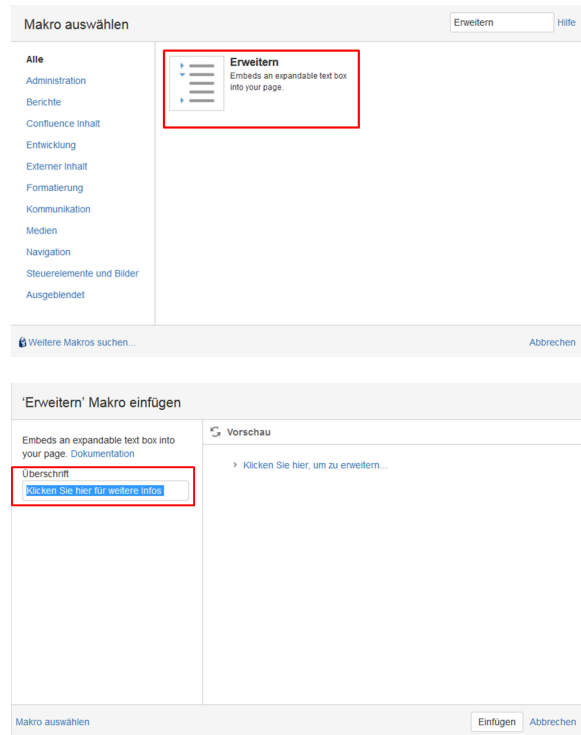 Makro auswählen
Erweitern
Hilfe
Alle
Administration
Berichte
Confluence Inhalt
Entwicklung
Externer Inhalt
Formatierung
Kommunikation
Medien
Navigation
Steuerelemente und Bilder
Ausgeblendet
Erweitern
Embeds an expandable text box
into your page.
Weitere Makros suchen...
Abbrechen
'Erweitern' Makro einfügen
Embeds an expandable text box into
your page. Dokumentation
Überschrift
Klicken Sie hier für weitere Infos
Vorschau
Klicken Sie hier, um zu erweitern...
Makro auswählen
Einfügen
Abbrechen